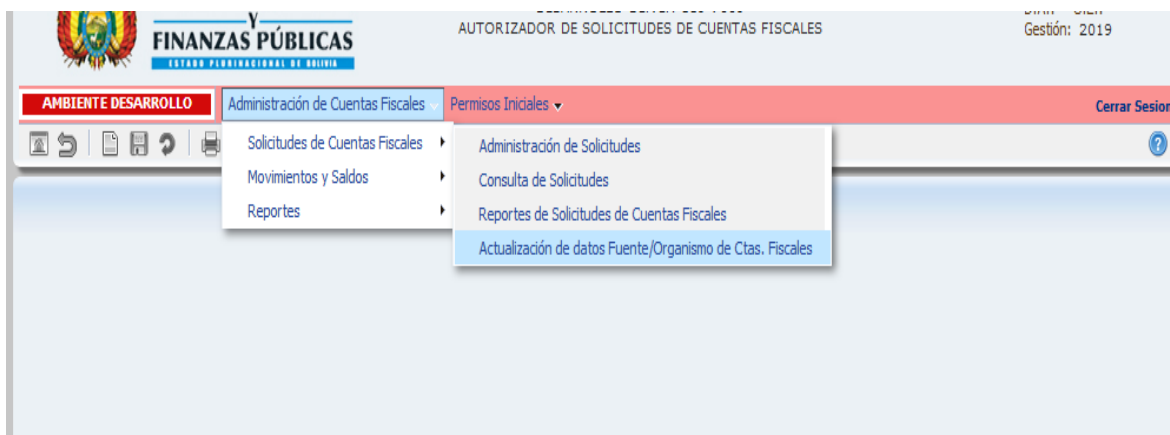 Y
FINANZAS PÚBLICAS
ESTADO PLURINACIONAL DE BOLIVIA
AUTORIZADOR DE SOLICITUDES DE CUENTAS FISCALES
Gestión: 2019
AMBIENTE DESARROLLO
Administración de Cuentas Fiscales
Permisos Iniciales
Cerrar Sesion
Solicitudes de Cuentas Fiscales
Movimientos y Saldos
Reportes
Administración de Solicitudes
Consulta de Solicitudes
Reportes de Solicitudes de Cuentas Fiscales
Actualización de datos Fuente/Organismo de Ctas. Fiscales